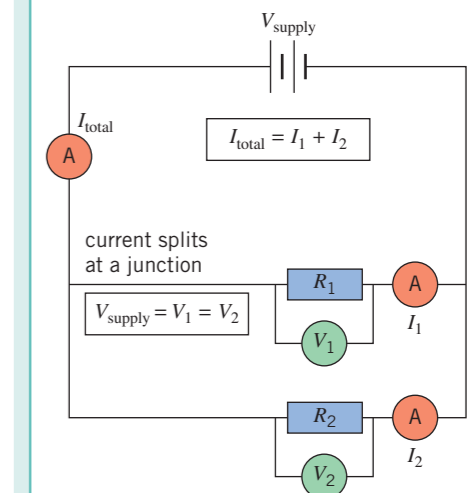 V_supply
I_total
A
I_total = I_1 + I_2
current splits
at a junction
R_1
A
V_supply = V_1 = V_2
I_1
V_1
R_2
A
I_2
V_2